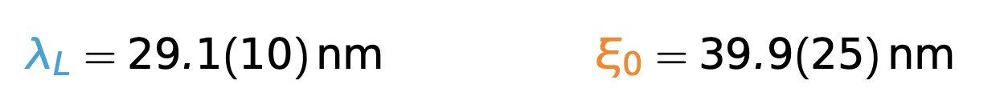 λ_L = 29.1(10) nm ξ_0 = 39.9(25) nm